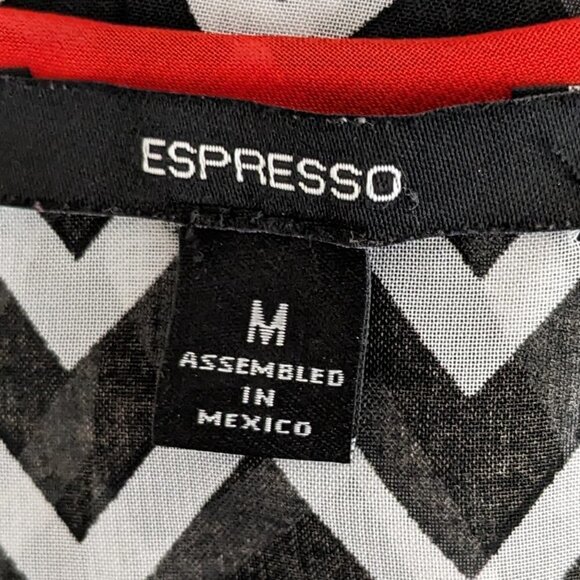 ESPRESSO
M
ASSEMBLED
IN
MEXICO